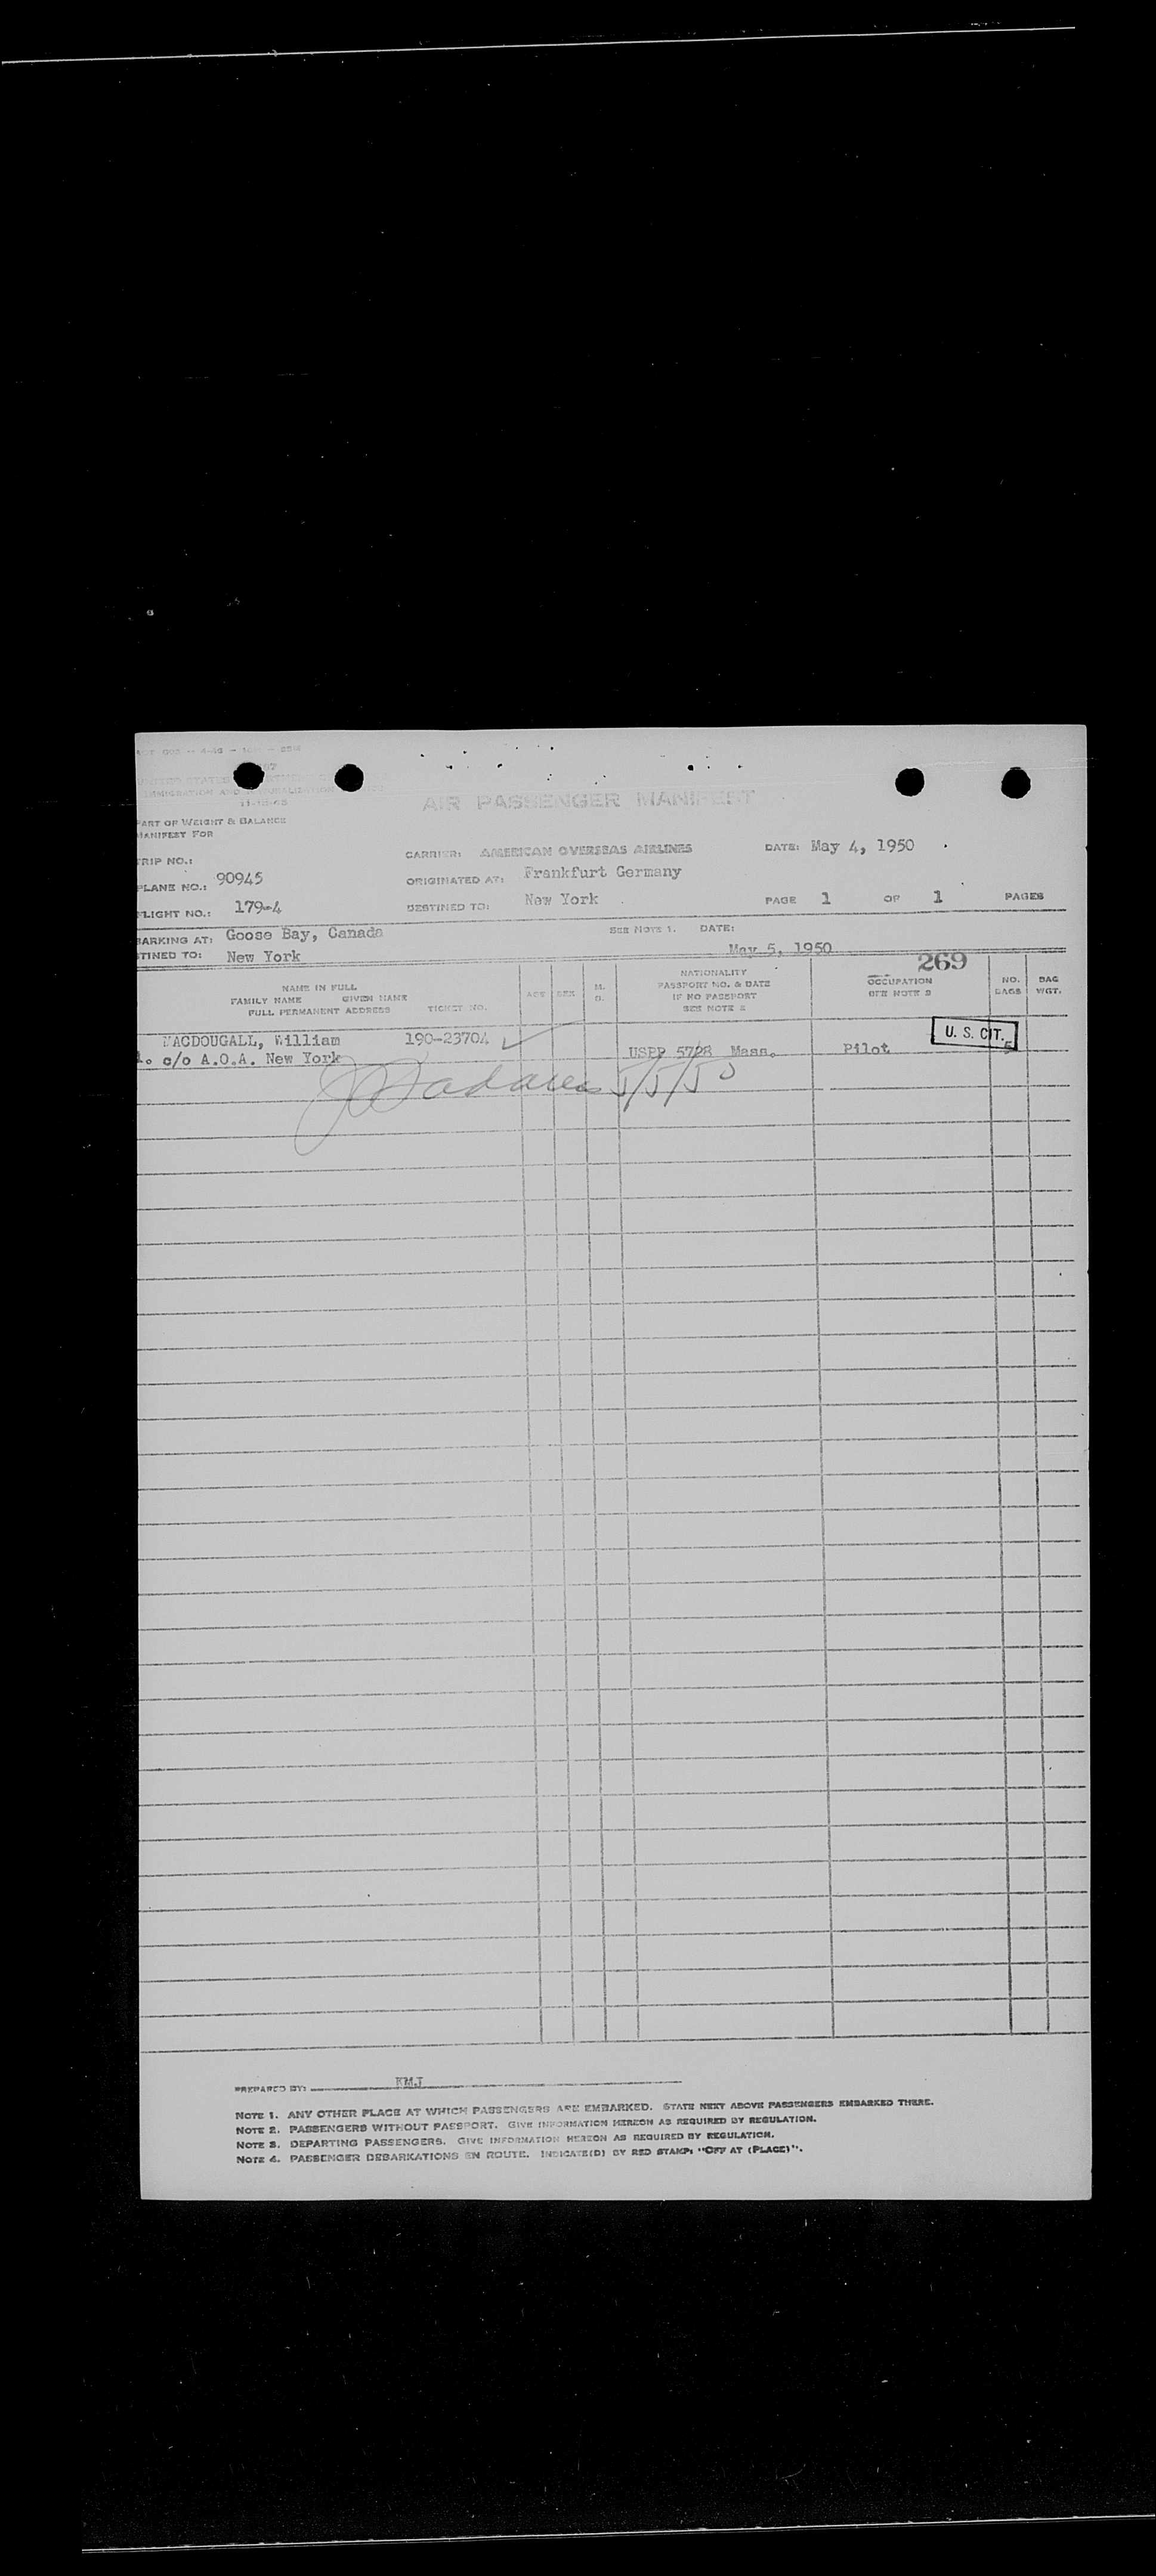 AIR PASSENGER MANIFEST
PART OF WEIGHT & BALANCE
MANIFEST FOR
TRIP NO.:
CARRIER: AMERICAN OVERSEAS AIRLINES
DATE: May 4, 1950
PLANE NO.: 90945
ORIGINATED AT: Frankfurt Germany
FLIGHT NO.: 179-4
DESTINED TO: New York
PAGE 1 OF 1 PAGES
BARKING AT: Goose Bay, Canada
SEE NOTE 1. DATE:
TINED TO: New York
May 5, 1950
269
NAME IN FULL
FAMILY NAME GIVEN NAME
FULL PERMANENT ADDRESS
TICKET NO.
AGE
SEX
M.
NATIONALITY
PASSPORT NO. & DATE
IF NO PASSPORT
SEE NOTE 2
OCCUPATION
SEE NOTE 3
NO.
BAGS
BAG
WGT.
MACDOUGALL, William 190-23704
c/o A.O.A. New York
USPP 5728 Mass.
Pilot
U. S. CIT.
5/5/50
PREPARED BY:
NOTE 1. ANY OTHER PLACE AT WHICH PASSENGERS ARE EMBARKED. STATE NEXT ABOVE PASSENGERS EMBARKED THERE.
NOTE 2. PASSENGERS WITHOUT PASSPORT. GIVE INFORMATION HEREON AS REQUIRED BY REGULATION.
NOTE 3. DEPARTING PASSENGERS. GIVE INFORMATION HEREON AS REQUIRED BY REGULATION.
NOTE 4. PASSENGER DEBARKATIONS EN ROUTE. INDICATE(D) BY RED STAMP: "OFF AT (PLACE)".